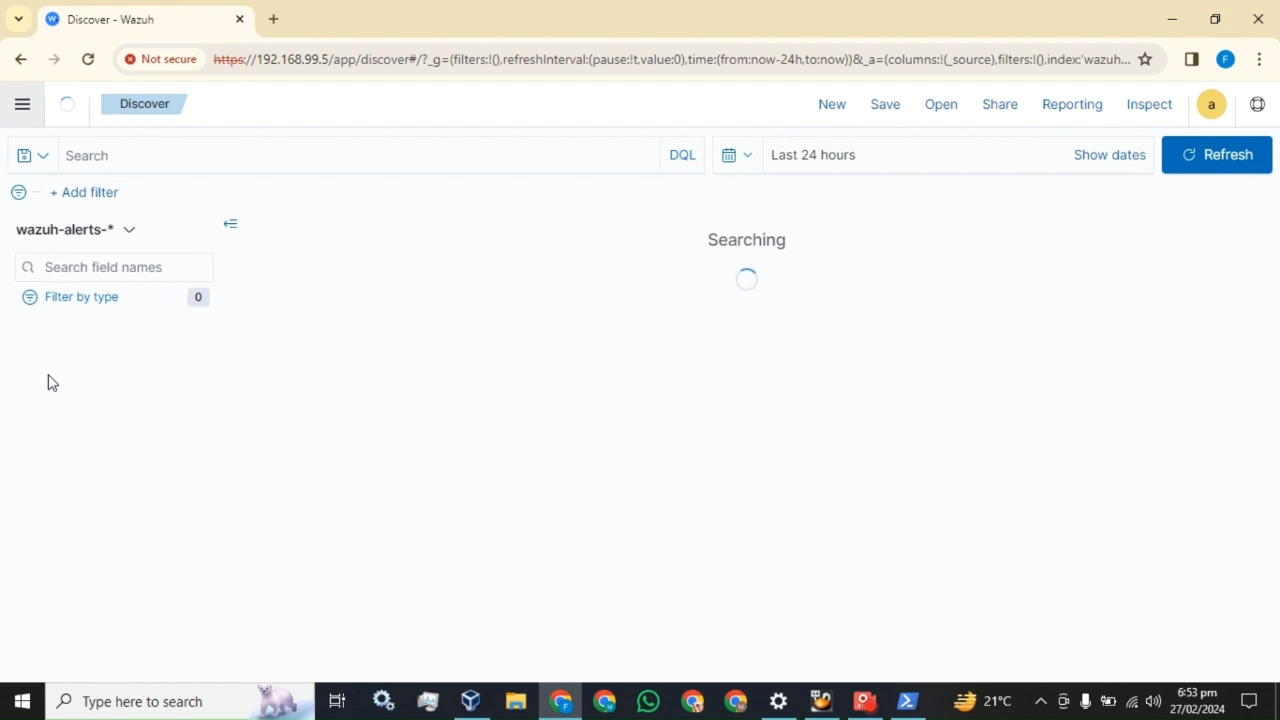 Discover - Wazuh
Not secure
https://192.168.99.5/app/discover#/?_g=(filters:!(),refreshInterval:(pause:!t,value:0),time:(from:now-24h,to:now))&_a=(columns:!(_source),filters:!(),index:'wazuh...
F
Discover
New
Save
Open
Share
Reporting
Inspect
a
Search
DQL
Last 24 hours
Show dates
Refresh
+ Add filter
wazuh-alerts-*
Search field names
Filter by type
0
Searching
Type here to search
21°C
6:53 pm
27/02/2024